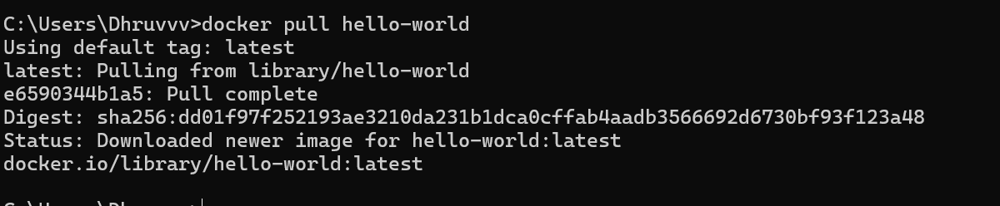 C:\Users\Dhruvvv>docker pull hello-world
Using default tag: latest
latest: Pulling from library/hello-world
e6590344b1a5: Pull complete
Digest: sha256:dd01f97f252193ae3210da231b1dca0cffab4aadb3566692d6730bf93f123a48
Status: Downloaded newer image for hello-world:latest
docker.io/library/hello-world:latest